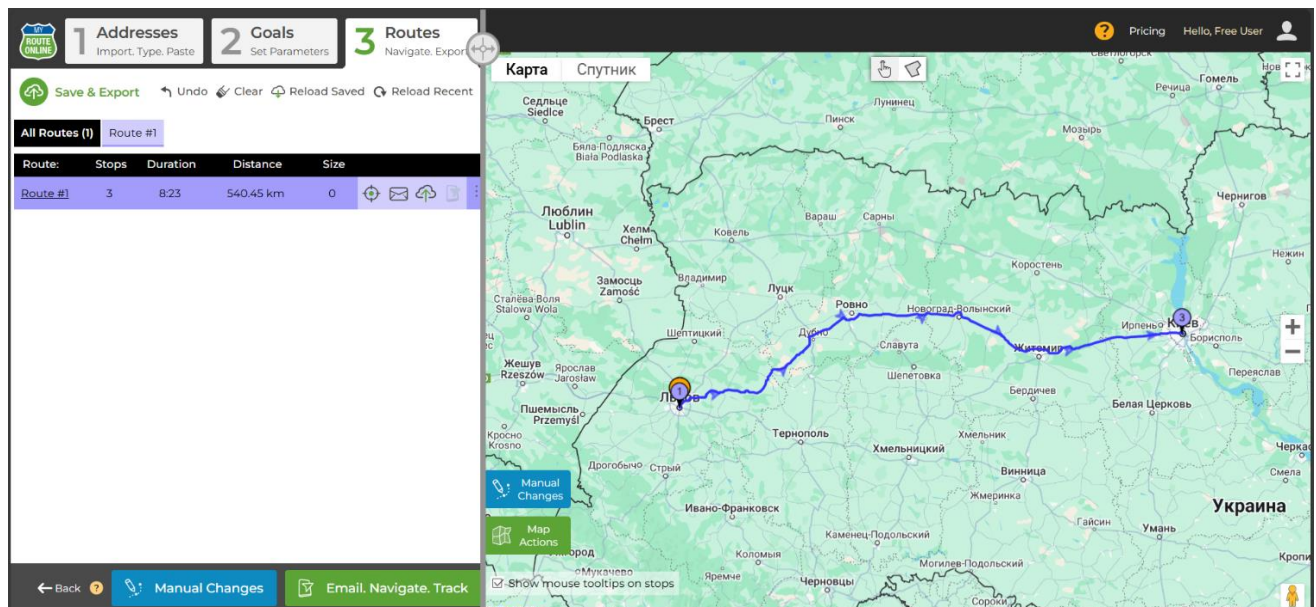 MY
ROUTE
ONLINE
1 Addresses
Import. Type. Paste
2 Goals
Set Parameters
3 Routes
Navigate. Export
Pricing
Hello, Free User
Save & Export
Undo
Clear
Reload Saved
Reload Recent
All Routes (1)
Route #1
Route: Stops Duration Distance Size
Route #1 3 8:23 540.45 km 0
Back
?
Manual Changes
Email. Navigate. Track
?
Карта
Спутник
Светлогорск
Гомель
Речица
Седльце
Siedlce
Брест
Лунинец
Пинск
Мозырь
Бяла-Подляска
Biała Podlaska
Чернигов
Люблин
Lublin
Хелм
Chełm
Ковель
Вараш
Сарны
Нежин
Коростень
Замосць
Zamość
Владимир
Луцк
Сталёва-Воля
Stalowa Wola
Ровно
Новоград-Волынский
3
Ирпень
Киев
Борисполь
Шептицкий
Дубно
Славута
Житомир
Жешув
Rzeszów
Ярослав
Jarosław
Шепетовка
Переяслав
1
Львов
Бердичев
Белая Церковь
Пшемысль
Przemyśl
Кросно
Krosno
Тернополь
Хмельник
Хмельницкий
Дрогобыч
Стрый
Винница
Смела
Manual
Changes
Жмеринка
Ивано-Франковск
Украина
Гайсин
Умань
Map
Actions
Каменец-Подольский
Коломыя
Могилев-Подольский
Мукачево
Яремче
Черновцы
Show mouse tooltips on stops
Сороки